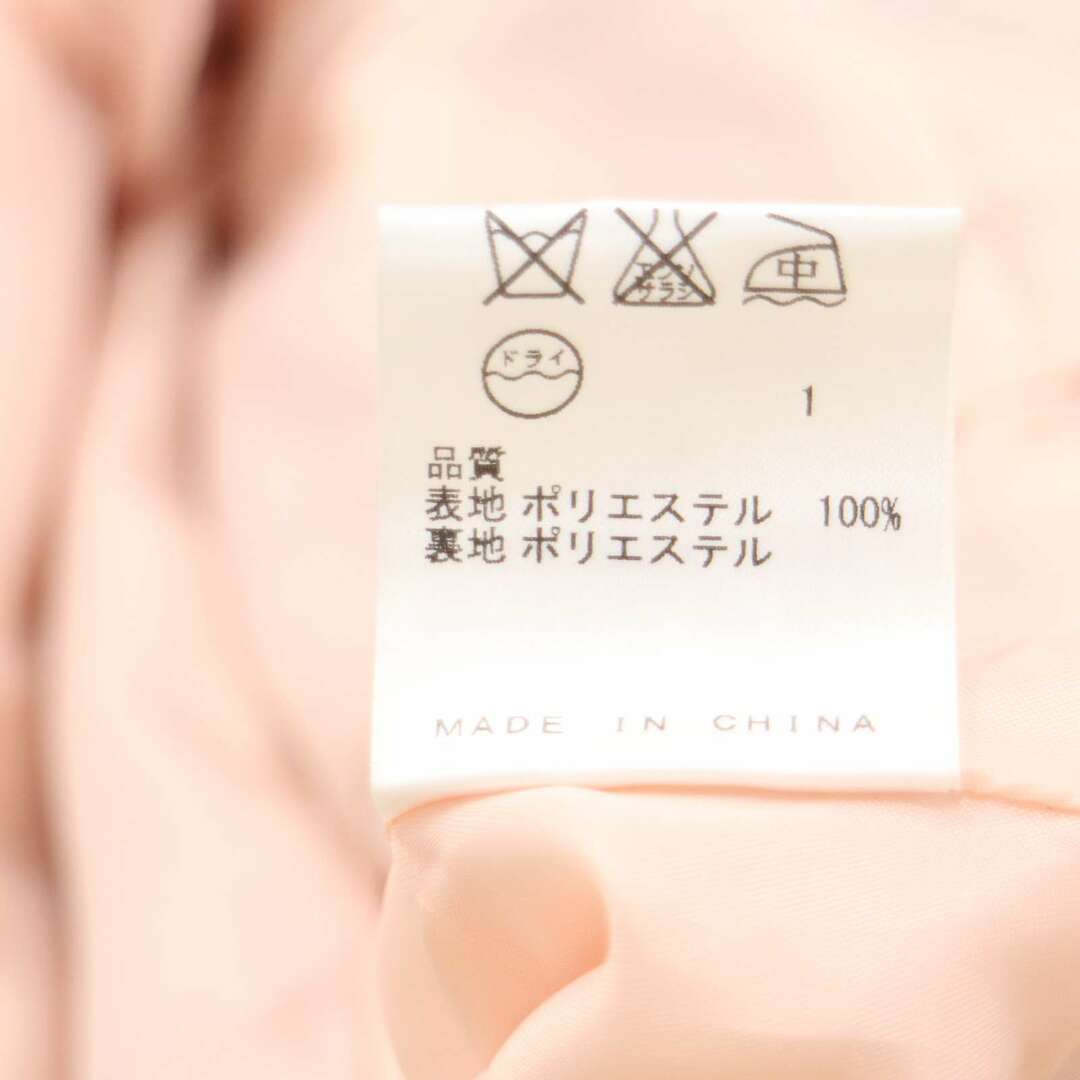 エンソ
サラシ
中
ドライ
1
品質
表地 ポリエステル 100%
裏地 ポリエステル
MADE IN CHINA